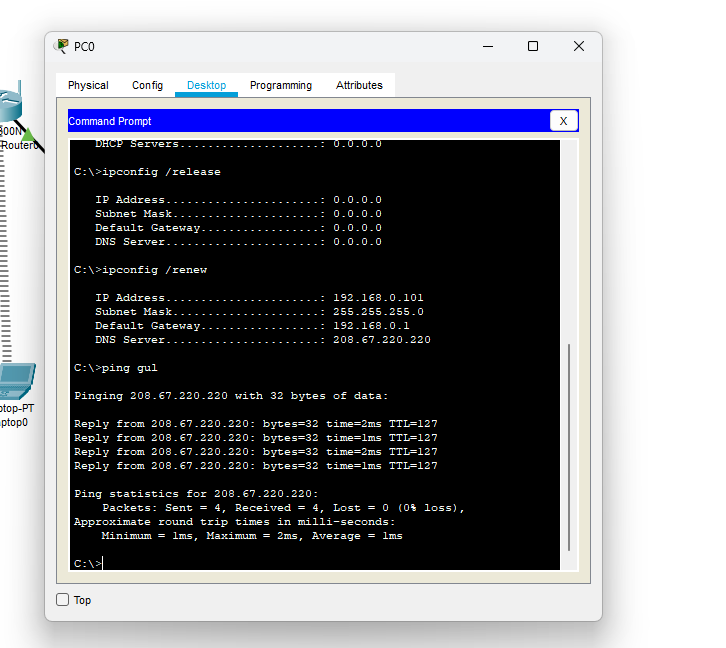 PC0
Physical Config Desktop Programming Attributes
Command Prompt X
DHCP Servers......................: 0.0.0.0
C:\>ipconfig /release
IP Address......................: 0.0.0.0
Subnet Mask.....................: 0.0.0.0
Default Gateway.................: 0.0.0.0
DNS Server......................: 0.0.0.0
C:\>ipconfig /renew
IP Address......................: 192.168.0.101
Subnet Mask.....................: 255.255.255.0
Default Gateway.................: 192.168.0.1
DNS Server......................: 208.67.220.220
C:\>ping gul
Pinging 208.67.220.220 with 32 bytes of data:
Reply from 208.67.220.220: bytes=32 time=2ms TTL=127
Reply from 208.67.220.220: bytes=32 time=1ms TTL=127
Reply from 208.67.220.220: bytes=32 time=2ms TTL=127
Reply from 208.67.220.220: bytes=32 time=1ms TTL=127
Ping statistics for 208.67.220.220:
Packets: Sent = 4, Received = 4, Lost = 0 (0% loss),
Approximate round trip times in milli-seconds:
Minimum = 1ms, Maximum = 2ms, Average = 1ms
C:\>
Top
300N
Router0
ptop-PT
aptop0